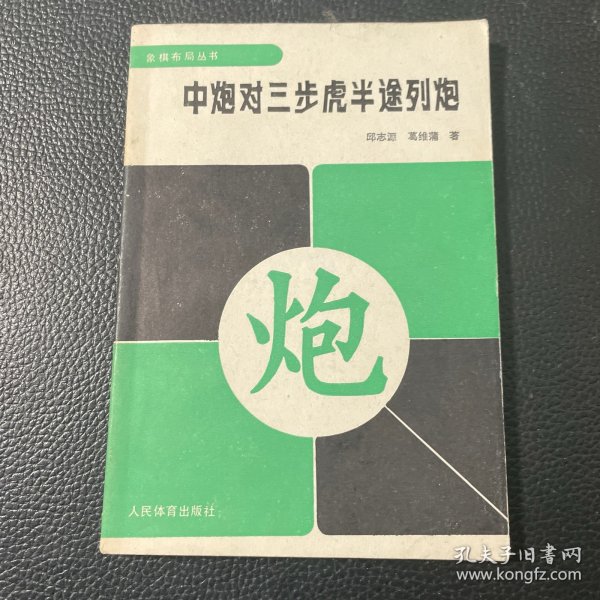 象棋布局丛书
中炮对三步虎半途列炮
邱志源 葛维蒲 著
炮
人民体育出版社
孔夫子旧书网
www.kongfz.com